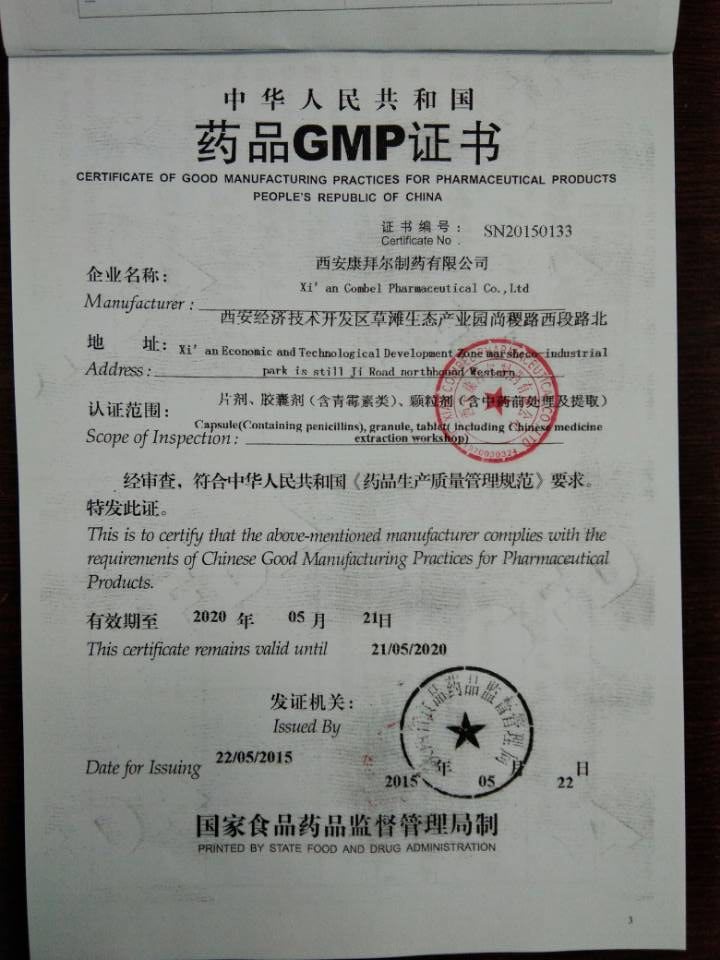 中华人民共和国
药品GMP证书
CERTIFICATE OF GOOD MANUFACTURING PRACTICES FOR PHARMACEUTICAL PRODUCTS
PEOPLE'S REPUBLIC OF CHINA
证书编号: SN20150133
Certificate No .
企业名称: 西安康拜尔制药有限公司
Manufacturer : Xi'an Combel Pharmaceutical Co.,Ltd
西安经济技术开发区草滩生态产业园尚稷路西段路北
地 址: Xi'an Economic and Technological Development Zone marsheco-industrial
Address : park is still Ji Road northhgood Western
认证范围: 片剂、胶囊剂(含青霉素类)、颗粒剂(含中药前处理及提取)
Scope of Inspection : Capsule(Containing penicillins), granule, tablet( including Chinese medicine
extraction workshop)
经审查,符合中华人民共和国《药品生产质量管理规范》要求。
特发此证。
This is to certify that the above-mentioned manufacturer complies with the
requirements of Chinese Good Manufacturing Practices for Pharmaceutical
Products.
有效期至 2020 年 05 月 21日
This certificate remains valid until 21/05/2020
发证机关:
Issued By
食品药品监督管理局
Date for Issuing 22/05/2015
2015 年 05 月 22 日
国家食品药品监督管理局制
PRINTED BY STATE FOOD AND DRUG ADMINISTRATION
3